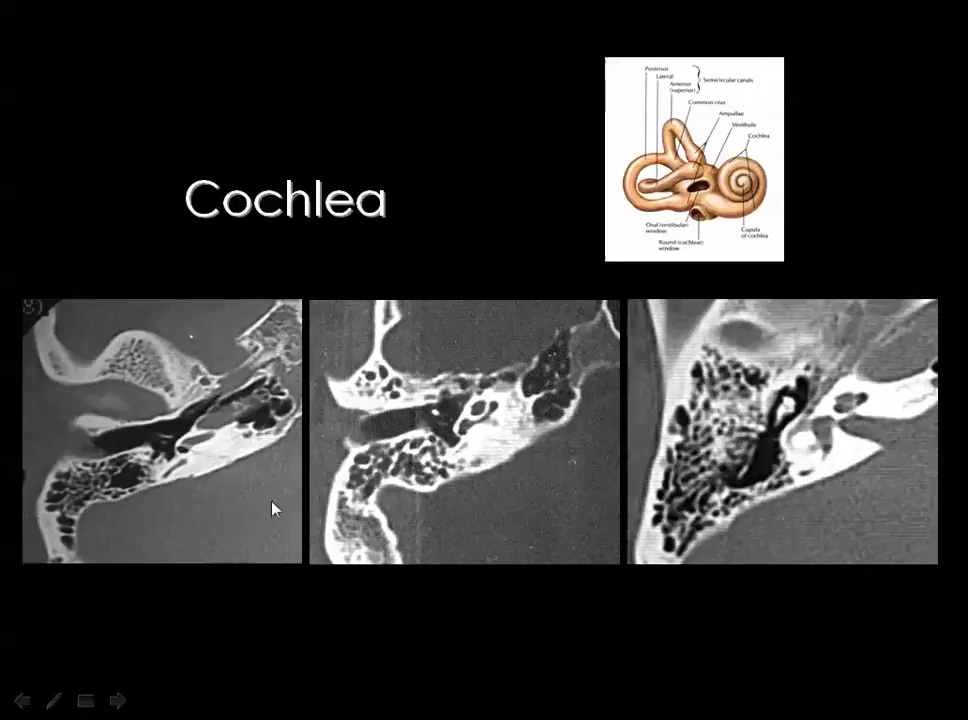 Posterior
Lateral
Anterior
(superior)
Semicircular canals
Common crus
Ampullae
Vestibule
Cochlea
Cochlea
Oval (vestibular)
window
Round (cochlear)
window
Cupula
of cochlea
8)